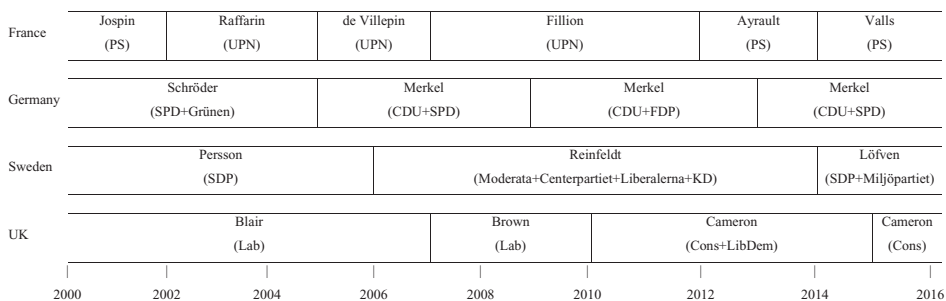 France
Jospin Raffarin de Villepin Fillion Ayrault Valls
(PS) (UPN) (UPN) (UPN) (PS) (PS)
Germany
Schröder Merkel Merkel Merkel
(SPD+Grünen) (CDU+SPD) (CDU+FDP) (CDU+SPD)
Sweden
Persson Reinfeldt Löfven
(SDP) (Moderata+Centerpartiet+Liberalerna+KD) (SDP+Miljöpartiet)
UK
Blair Brown Cameron Cameron
(Lab) (Lab) (Cons+LibDem) (Cons)
2000 2002 2004 2006 2008 2010 2012 2014 2016